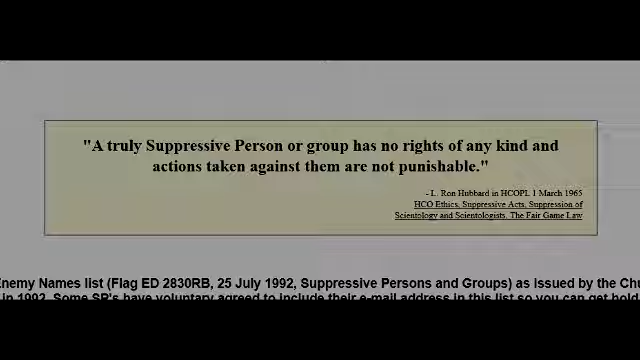 "A truly Suppressive Person or group has no rights of any kind and
actions taken against them are not punishable."
- L. Ron Hubbard in HCOPL 1 March 1965
HCO Ethics, Suppressive Acts, Suppression of
Scientology and Scientologists, The Fair Game Law
Enemy Names list (Flag ED 2830RB, 25 July 1992, Suppressive Persons and Groups) as issued by the Chu
in 1992. Some SP's have voluntary agreed to include their e-mail address in this list so you can get hold